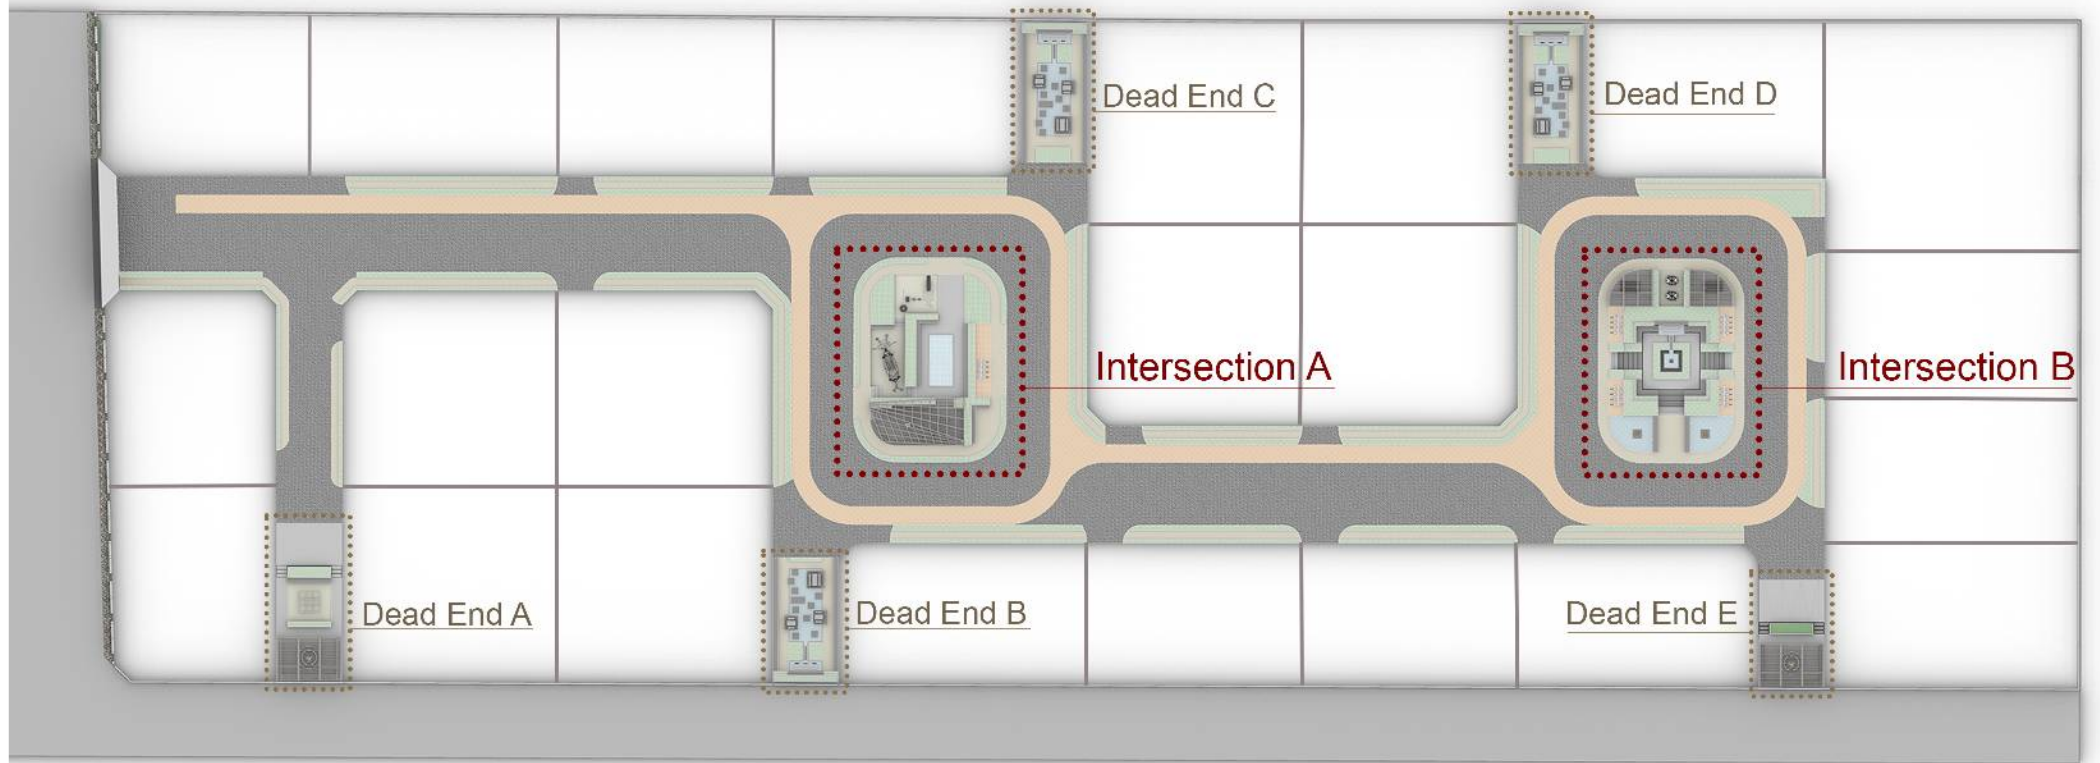 Dead End C
Dead End D
Intersection A
Intersection B
Dead End A
Dead End B
Dead End E